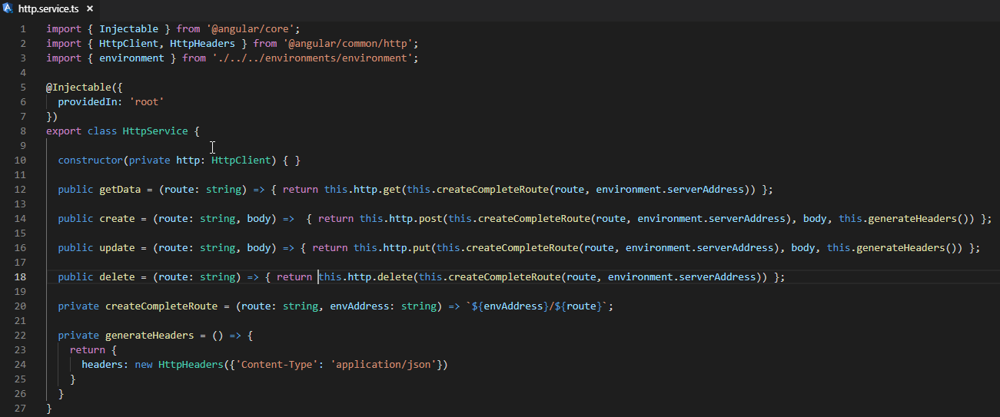 http.service.ts ×
1 import { Injectable } from '@angular/core';
2 import { HttpClient, HttpHeaders } from '@angular/common/http';
3 import { environment } from './../../environments/environment';
4
5 @Injectable({
6   providedIn: 'root'
7 })
8 export class HttpService {
9
10   constructor(private http: HttpClient) { }
11
12   public getData = (route: string) => { return this.http.get(this.createCompleteRoute(route, environment.serverAddress)) };
13
14   public create = (route: string, body) =>  { return this.http.post(this.createCompleteRoute(route, environment.serverAddress), body, this.generateHeaders()) };
15
16   public update = (route: string, body) => { return this.http.put(this.createCompleteRoute(route, environment.serverAddress), body, this.generateHeaders()) };
17
18   public delete = (route: string) => { return this.http.delete(this.createCompleteRoute(route, environment.serverAddress)) };
19
20   private createCompleteRoute = (route: string, envAddress: string) => `${envAddress}/${route}`;
21
22   private generateHeaders = () => {
23     return {
24       headers: new HttpHeaders({'Content-Type': 'application/json'})
25     }
26   }
27 }